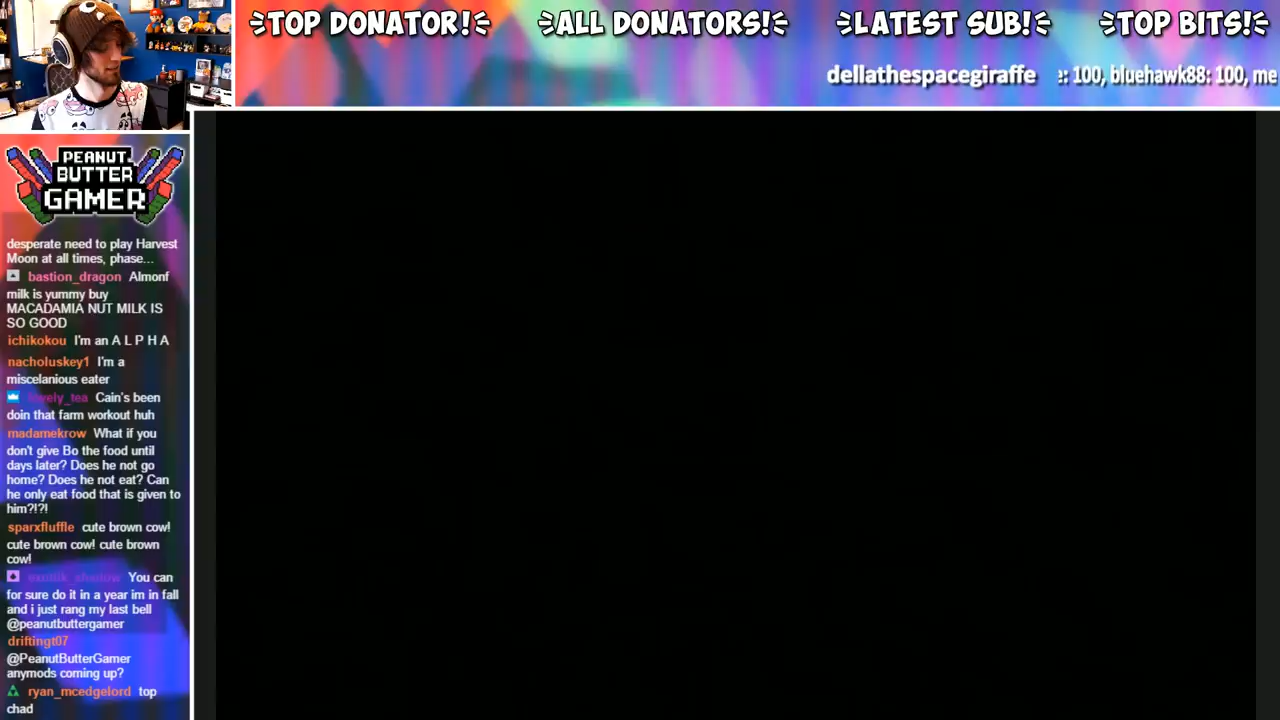 TOP DONATOR!
ALL DONATORS!
LATEST SUB!
TOP BITS!
dellathespacegiraffe
: 100, bluehawk88: 100, me
PEANUT
BUTTER
GAMER
desperate need to play Harvest
Moon at all times, phase...
bastion_dragon Almonf
milk is yummy buy
MACADAMIA NUT MILK IS
SO GOOD
ichikokou I'm an A L P H A
nacholuskey1 I'm a
miscelanious eater
lovely_tea Cain's been
doin that farm workout huh
madamekrow What if you
don't give Bo the food until
days later? Does he not go
home? Does he not eat? Can
he only eat food that is given to
him?!?!
sparxfluffle cute brown cow!
cute brown cow! cute brown
cow!
You can
for sure do it in a year im in fall
and i just rang my last bell
@peanutbuttergamer
driftingt07
@PeanutButterGamer
anymods coming up?
ryan_mcedgelord top
chad